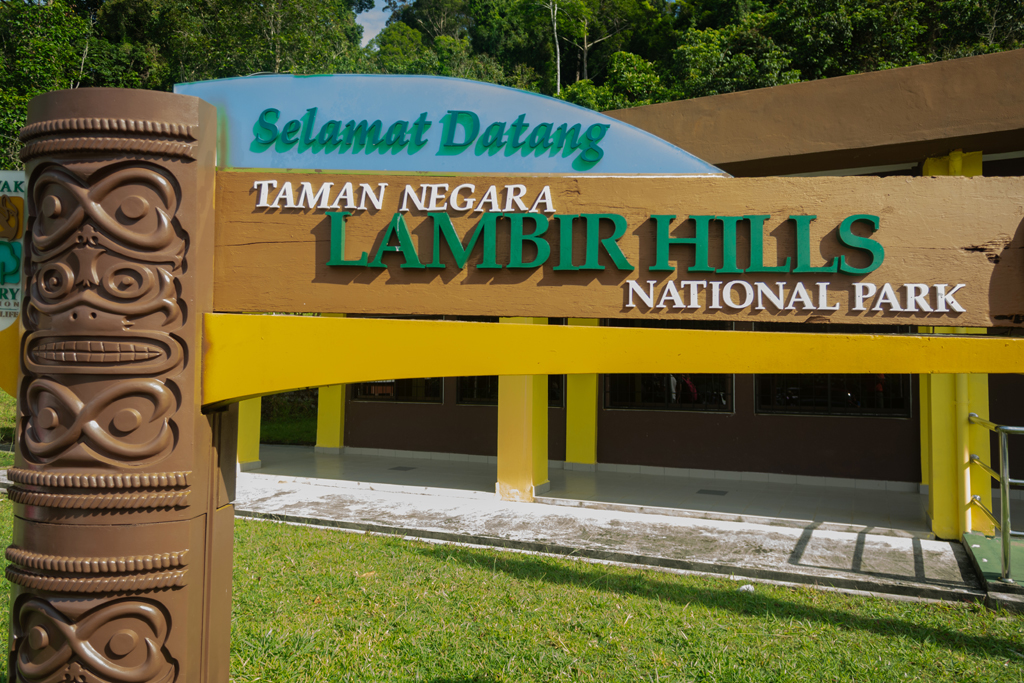 Selamat Datang
TAMAN NEGARA
LAMBIR HILLS
NATIONAL PARK